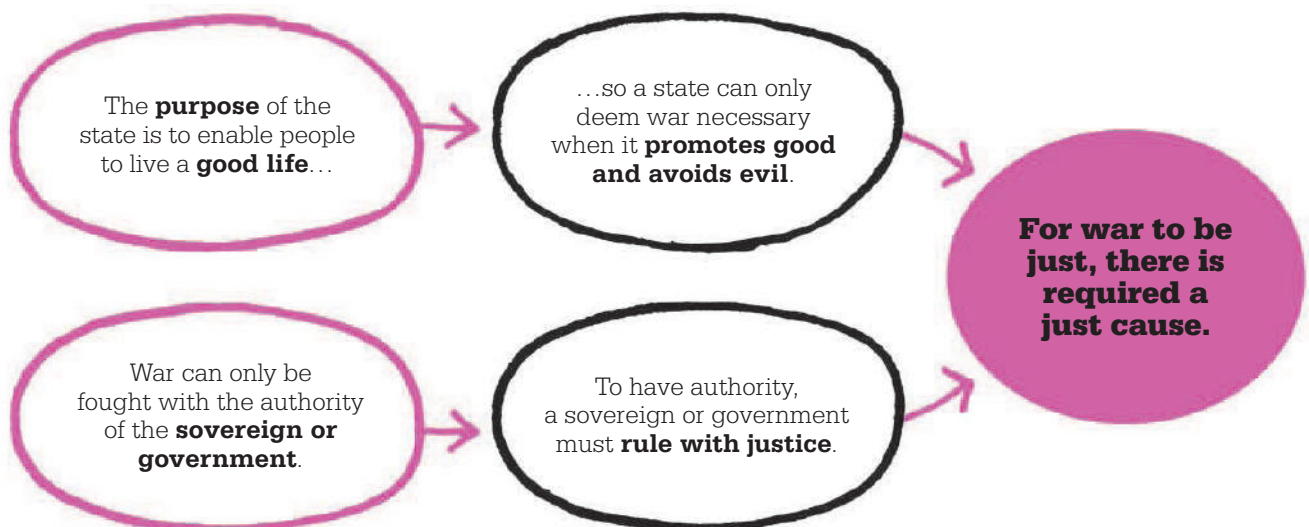 The purpose of the
state is to enable people
to live a good life…
…so a state can only
deem war necessary
when it promotes good
and avoids evil.
War can only be
fought with the authority
of the sovereign or
government.
To have authority,
a sovereign or government
must rule with justice.
For war to be
just, there is
required a
just cause.